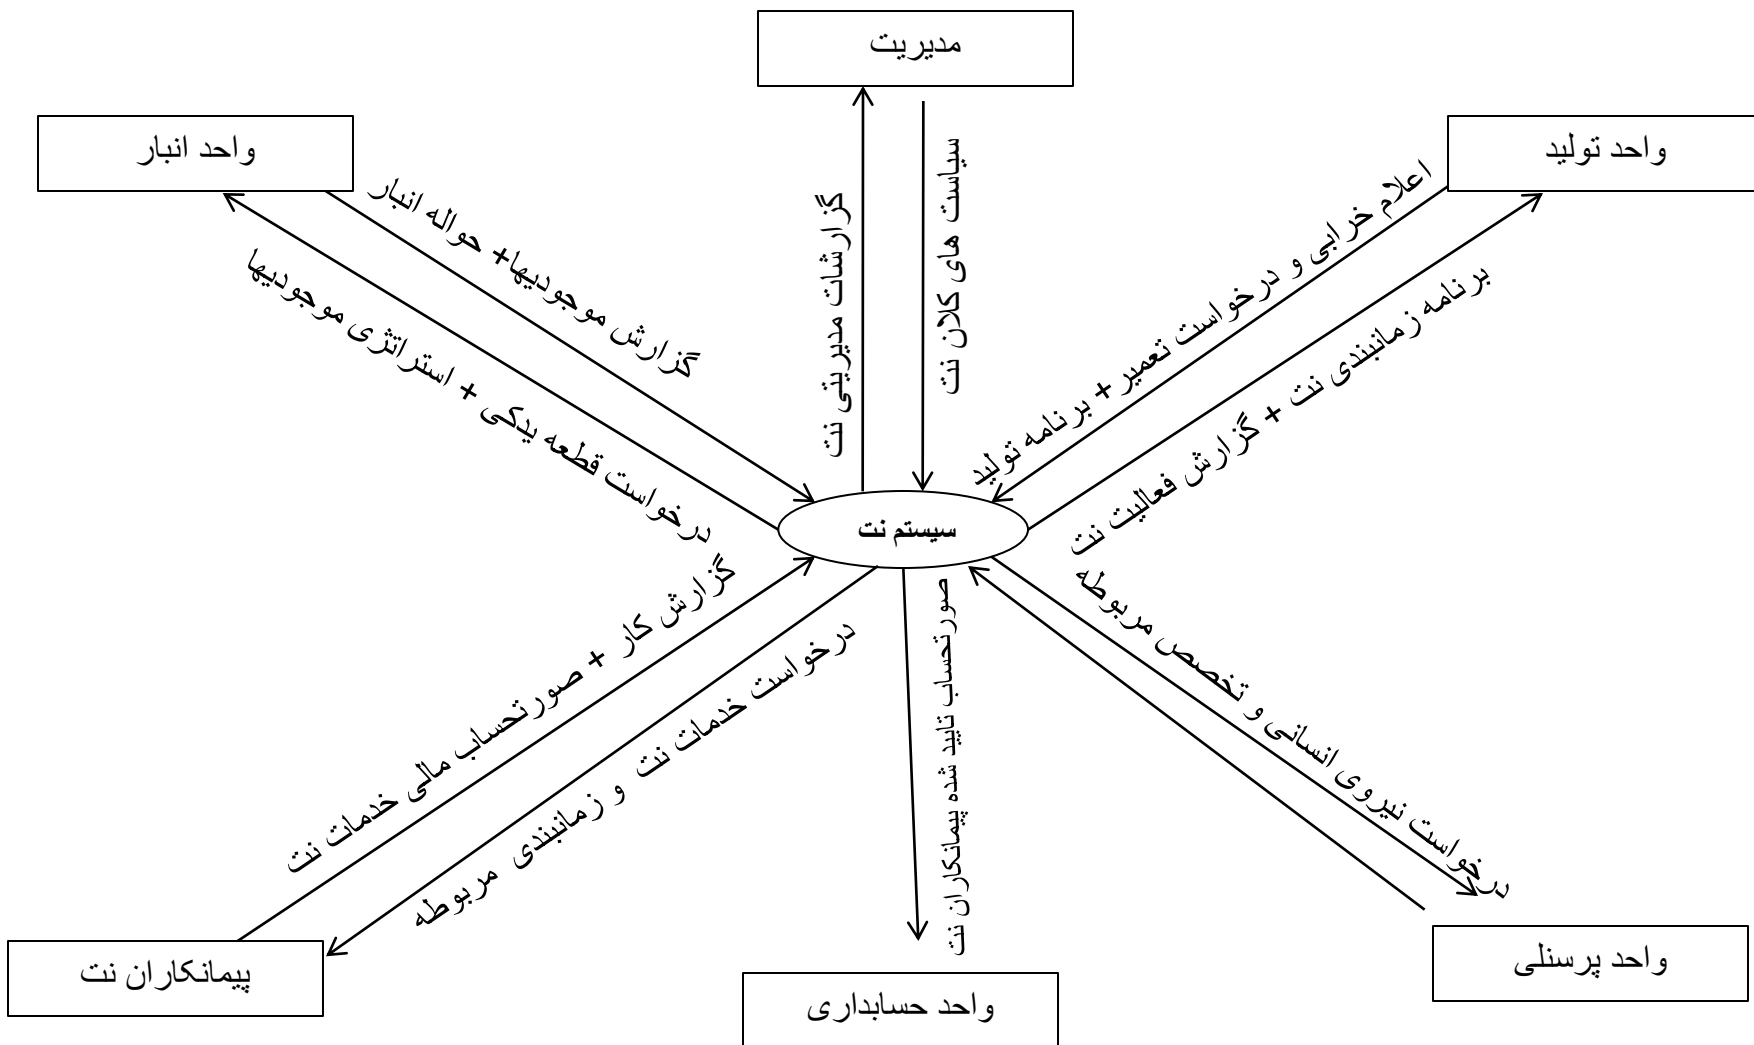 مدیریت
واحد انبار
واحد تولید
گزارش موجودیها+ حواله انبار
درخواست قطعه یدکی + استراتژی موجودیها
گزارشات مدیریتی نت
سیاست های کلان نت
اعلام خرابی و درخواست تعمیر + برنامه تولید
برنامه زمانبندی نت + گزارش فعالیت نت
سیستم نت
گزارش کار + صورتحساب مالی خدمات نت
درخواست خدمات نت و زمانبندی مربوطه
صورتحساب تایید شده پیمانکاران نت
درخواست نیروی انسانی و تخصص مربوطه
پیمانکاران نت
واحد حسابداری
واحد پرسنلی